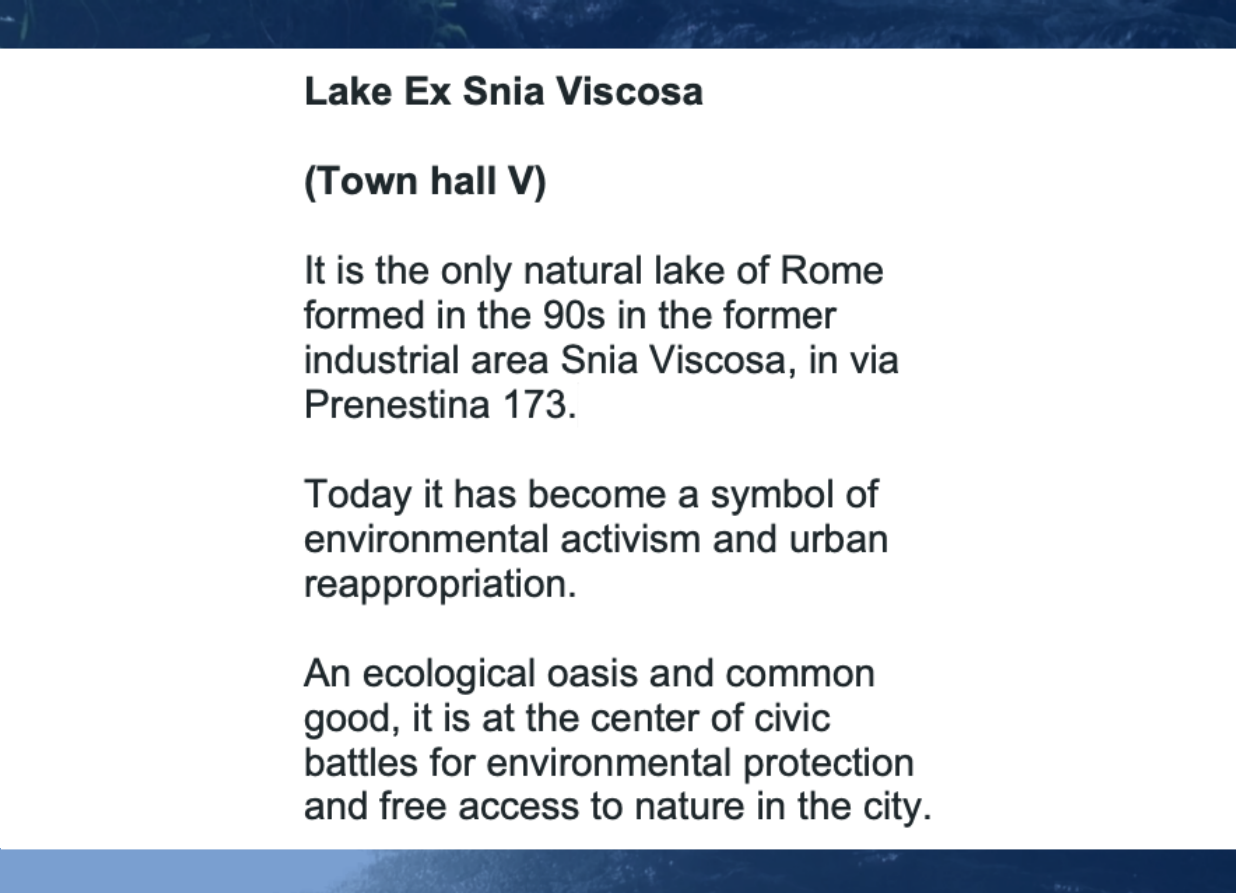 Lake Ex Snia Viscosa
(Town hall V)
It is the only natural lake of Rome
formed in the 90s in the former
industrial area Snia Viscosa, in via
Prenestina 173.
Today it has become a symbol of
environmental activism and urban
reappropriation.
An ecological oasis and common
good, it is at the center of civic
battles for environmental protection
and free access to nature in the city.